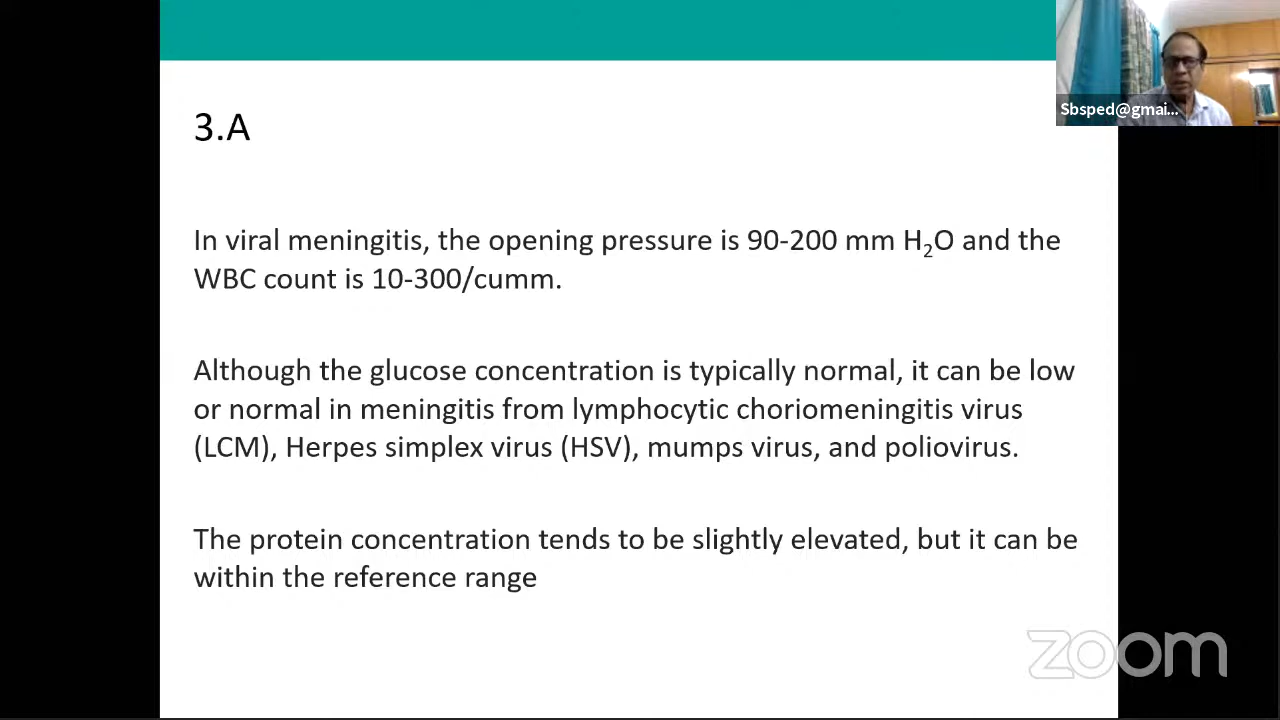 Sbsped@gmai...
3.A
In viral meningitis, the opening pressure is 90-200 mm H₂O and the
WBC count is 10-300/cumm.
Although the glucose concentration is typically normal, it can be low
or normal in meningitis from lymphocytic choriomeningitis virus
(LCM), Herpes simplex virus (HSV), mumps virus, and poliovirus.
The protein concentration tends to be slightly elevated, but it can be
within the reference range
zoom